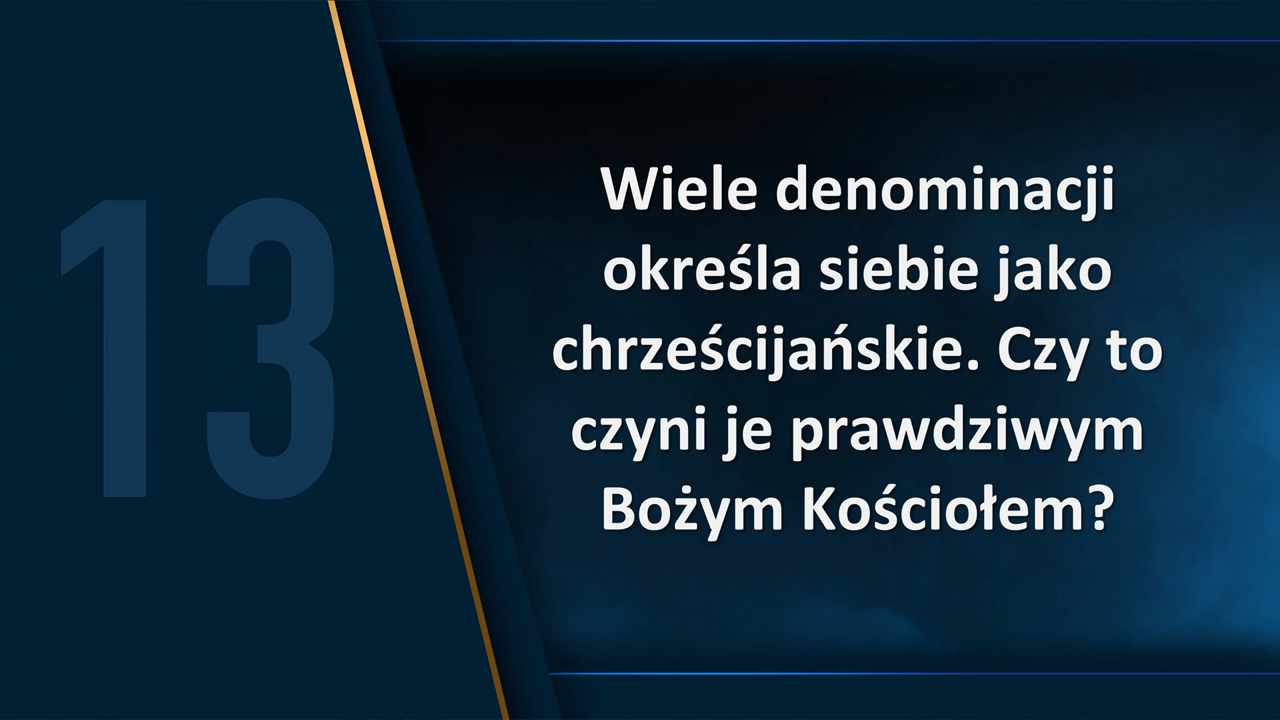 13
Wiele denominacji
określa siebie jako
chrześcijańskie. Czy to
czyni je prawdziwym
Bożym Kościołem?